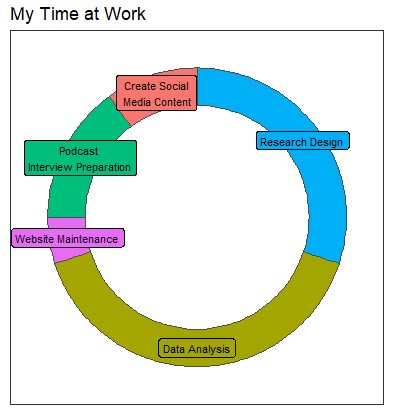 My Time at Work
Create Social
Media Content
Research Design
Podcast
Interview Preparation
Website Maintenance
Data Analysis